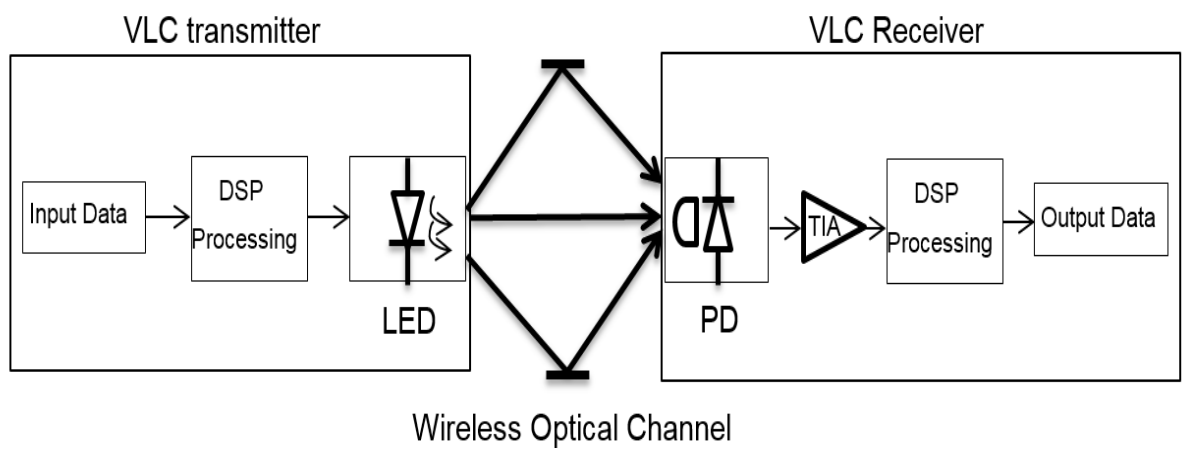 VLC transmitter
VLC Receiver
Input Data
DSP
Processing
LED
PD
TIA
DSP
Processing
Output Data
Wireless Optical Channel